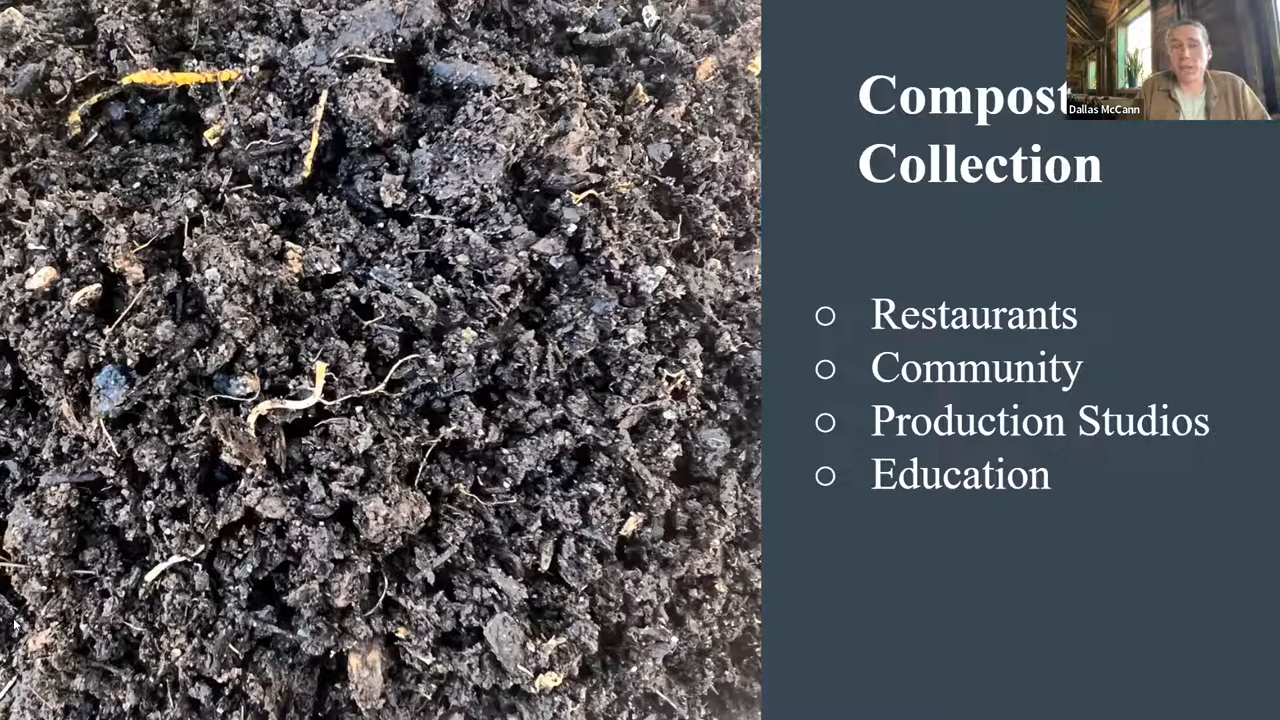 Compost
Collection
Dallas McCann
Restaurants
Community
Production Studios
Education